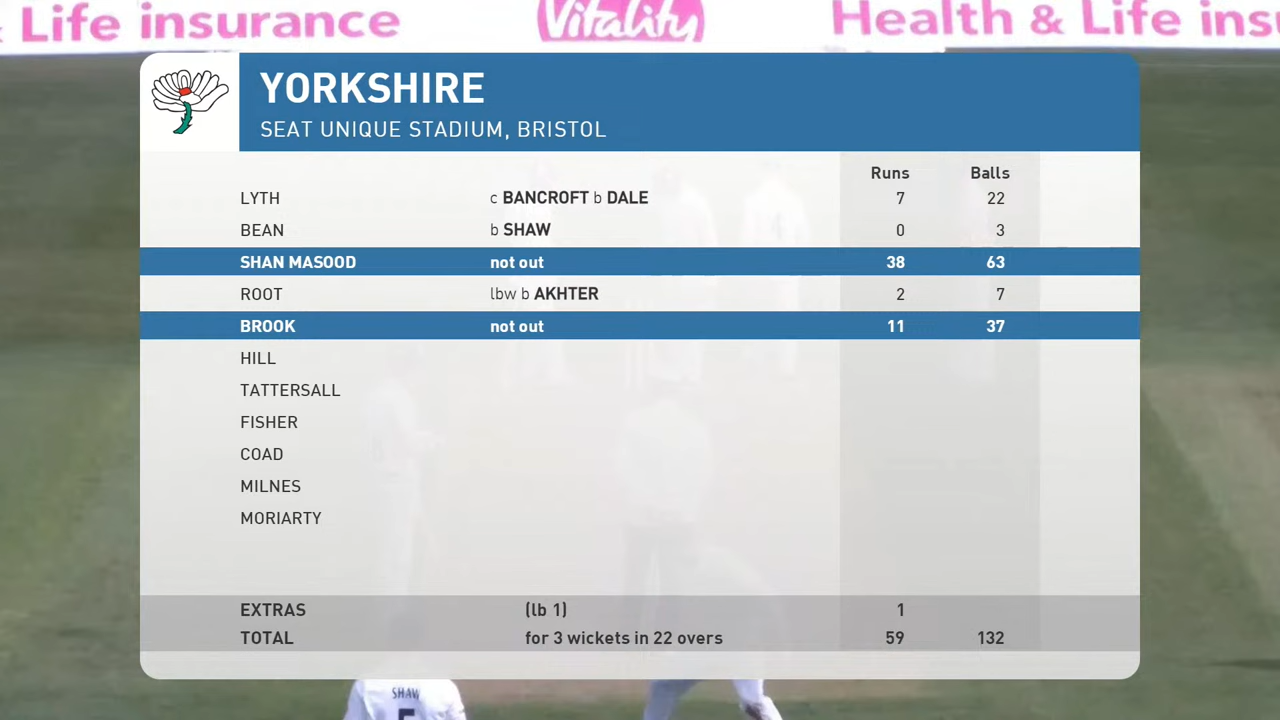 & Life insurance Vitality Health & Life insu
YORKSHIRE
SEAT UNIQUE STADIUM, BRISTOL
Runs Balls
LYTH c BANCROFT b DALE 7 22
BEAN b SHAW 0 3
SHAN MASOOD not out 38 63
ROOT lbw b AKHTER 2 7
BROOK not out 11 37
HILL
TATTERSALL
FISHER
COAD
MILNES
MORIARTY
EXTRAS (lb 1) 1
TOTAL for 3 wickets in 22 overs 59 132
SHAW
5